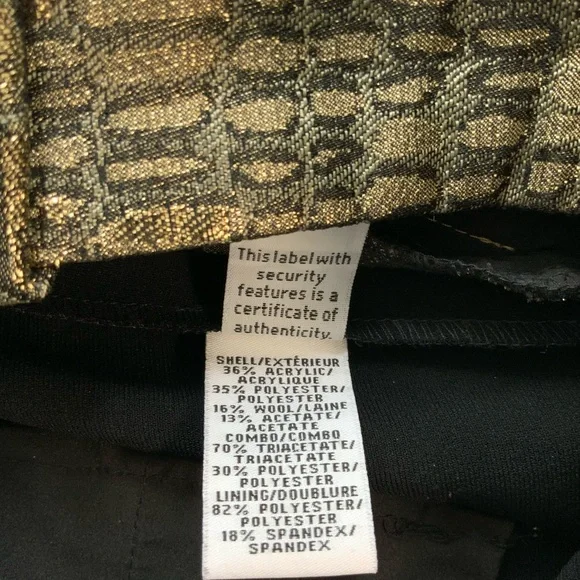 This label with
security
features is a
certificate of
authenticity.
SHELL/EXTÉRIEUR
36% ACRYLIC/
ACRYLIQUE
35% POLYESTER/
POLYESTER
16% WOOL/LAINE
13% ACETATE/
ACETATE
COMBO/COMBO
70% TRIACETATE/
TRIACETATE
30% POLYESTER/
POLYESTER
LINING/DOUBLURE
82% POLYESTER/
POLYESTER
18% SPANDEX/
SPANDEX